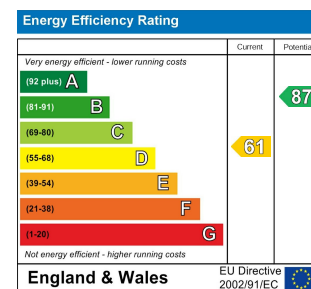 Energy Efficiency Rating
Current Potentia
Very energy efficient - lower running costs
(92 plus) A
(81-91) B
87
(69-80) C
61
(55-68) D
(39-54) E
(21-38) F
(1-20) G
Not energy efficient - higher running costs
England & Wales
EU Directive
2002/91/EC